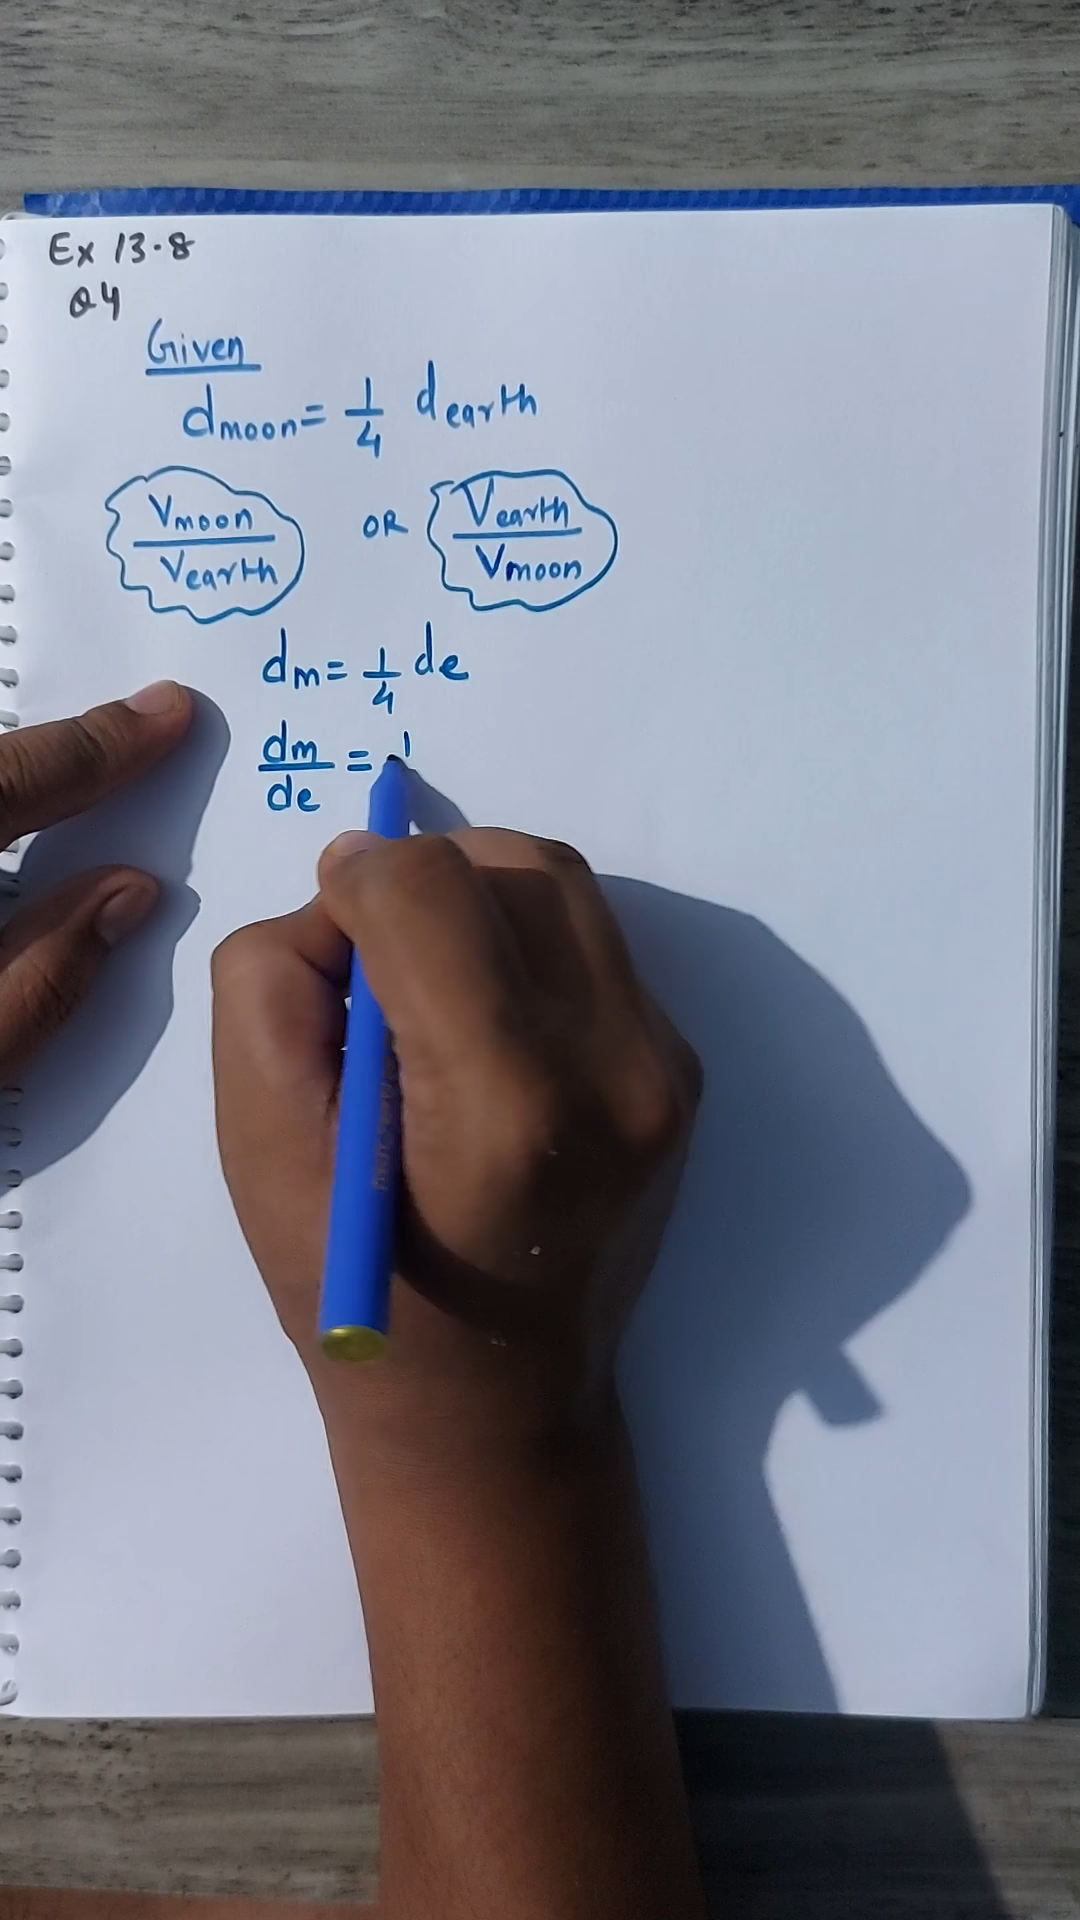 Ex 13.8
Q4
Given
dmoon = 1/4 dearth
Vmoon/Vearth OR Vearth/Vmoon
dm = 1/4 de
dm/de = 1